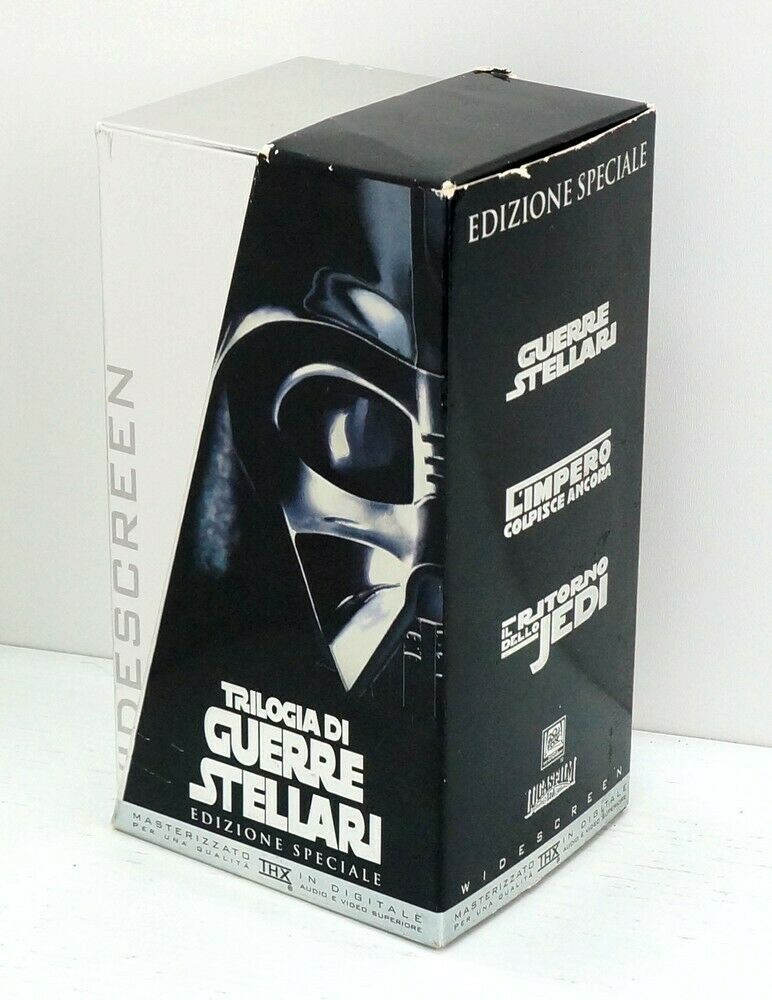 WIDESCREEN
TRILOGIA DI
GUERRE
STELLARI
EDIZIONE SPECIALE
MASTERIZZATO THX IN DIGITALE
PER UNA QUALITÀ AUDIO E VIDEO SUPERIORE
EDIZIONE SPECIALE
GUERRE
STELLARI
L'IMPERO
COLPISCE ANCORA
IL RITORNO
DELLO JEDI
LUCASFILM
WIDESCREEN
MASTERIZZATO THX IN DIGITALE
PER UNA QUALITÀ AUDIO E VIDEO SUPERIORE